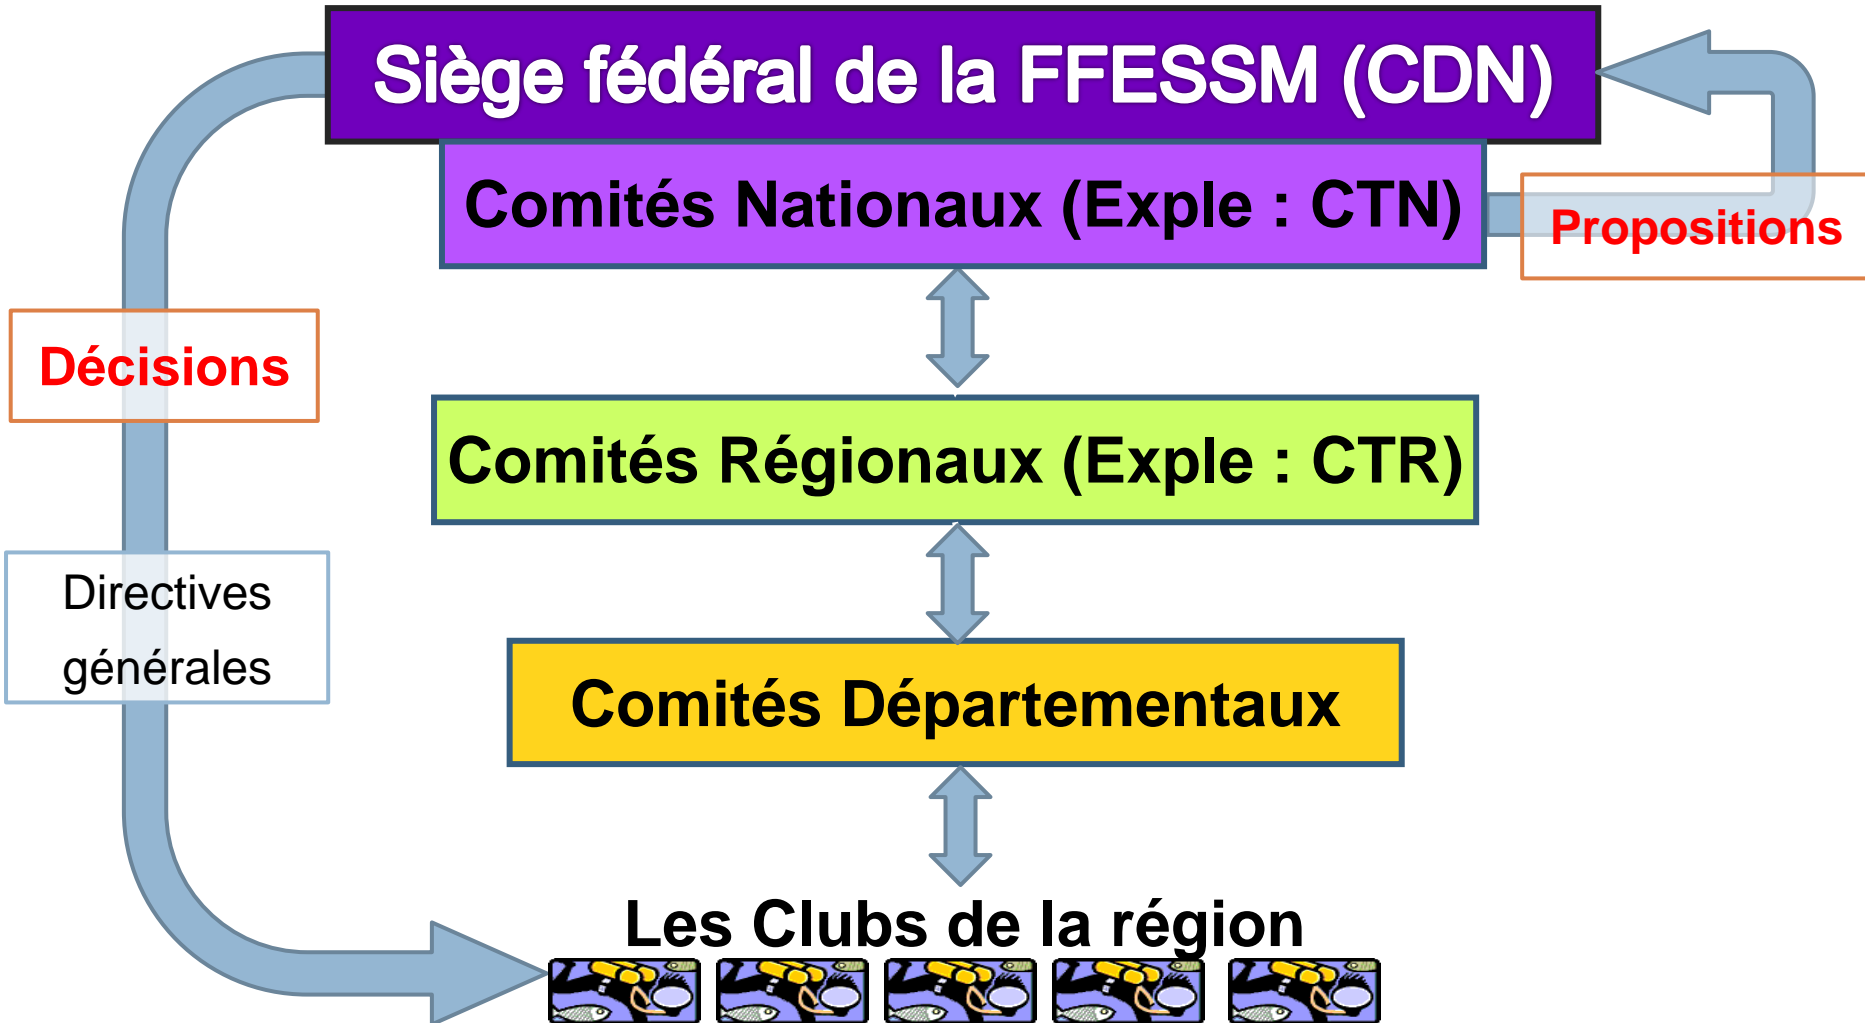 Siège fédéral de la FFESSM (CDN)
Comités Nationaux (Exple : CTN)
Propositions
Décisions
Comités Régionaux (Exple : CTR)
Directives
générales
Comités Départementaux
Les Clubs de la région